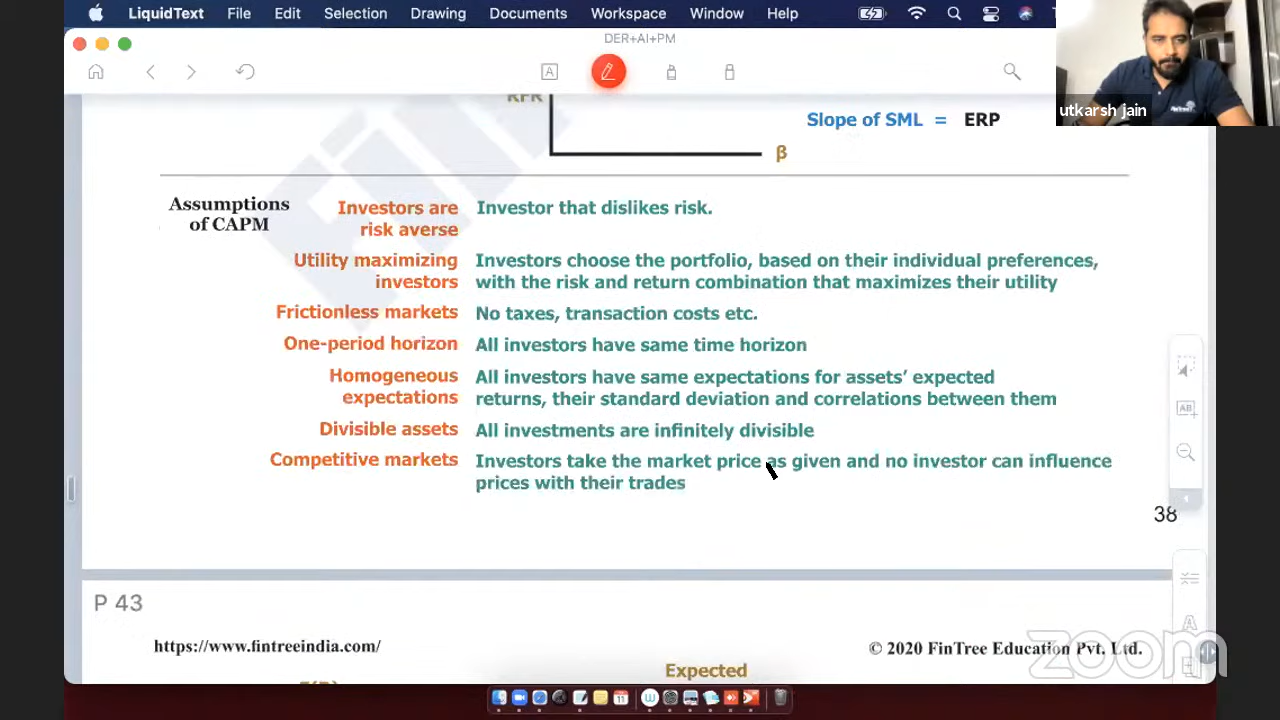 LiquidText File Edit Selection Drawing Documents Workspace Window Help
DER+AI+PM
A
RFR
Slope of SML = ERP
β
utkarsh jain
Assumptions of CAPM
Investors are risk averse
Investor that dislikes risk.
Utility maximizing investors
Investors choose the portfolio, based on their individual preferences,
with the risk and return combination that maximizes their utility
Frictionless markets
No taxes, transaction costs etc.
One-period horizon
All investors have same time horizon
Homogeneous expectations
All investors have same expectations for assets' expected
returns, their standard deviation and correlations between them
Divisible assets
All investments are infinitely divisible
Competitive markets
Investors take the market price as given and no investor can influence
prices with their trades
AB
38
P 43
https://www.fintreeindia.com/
© 2020 FinTree Education Pvt. Ltd.
A
zoom
Expected